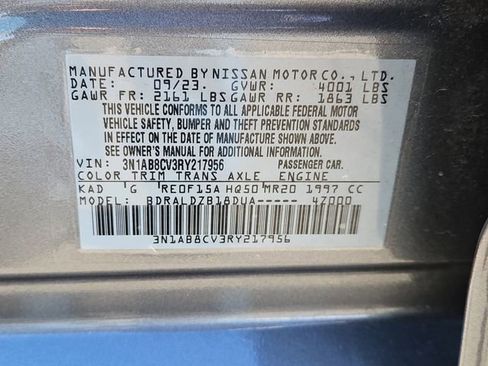 MANUFACTURED BY NISSAN MOTOR CO., LTD.
DATE: 09/23. GVWR: 4001 LBS
GAWR FR: 2161 LBS GAWR RR: 1863 LBS
THIS VEHICLE CONFORMS TO ALL APPLICABLE FEDERAL MOTOR
VEHICLE SAFETY, BUMPER AND THEFT PREVENTION STANDARDS
IN EFFECT ON THE DATE OF MANUFACTURE SHOWN ABOVE.
SEE OWNER'S MANUAL FOR ADDITIONAL INFORMATION.
VIN: 3N1AB8CV3RY217956 PASSENGER CAR.
COLOR TRIM TRANS AXLE ENGINE
KAD G RE0F15A HQ50 MR20 1997 CC
MODEL: BDRALDZB18DUA----- 4Z000
3N1AB8CV3RY217956